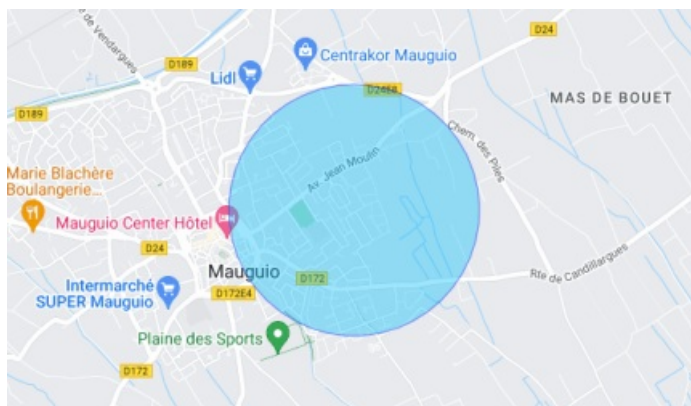 de Vendargues
D24
Centrakor Mauguio
D189
Lidl
D24E8
MAS DE BOUET
D189
Chem. des Piles
Av. Jean Moulin
Marie Blachère
Boulangerie...
Mauguio Center Hôtel
D24
Mauguio
D172
Rte de Candillargues
Intermarché
SUPER Mauguio
D172E4
Plaine des Sports
D172